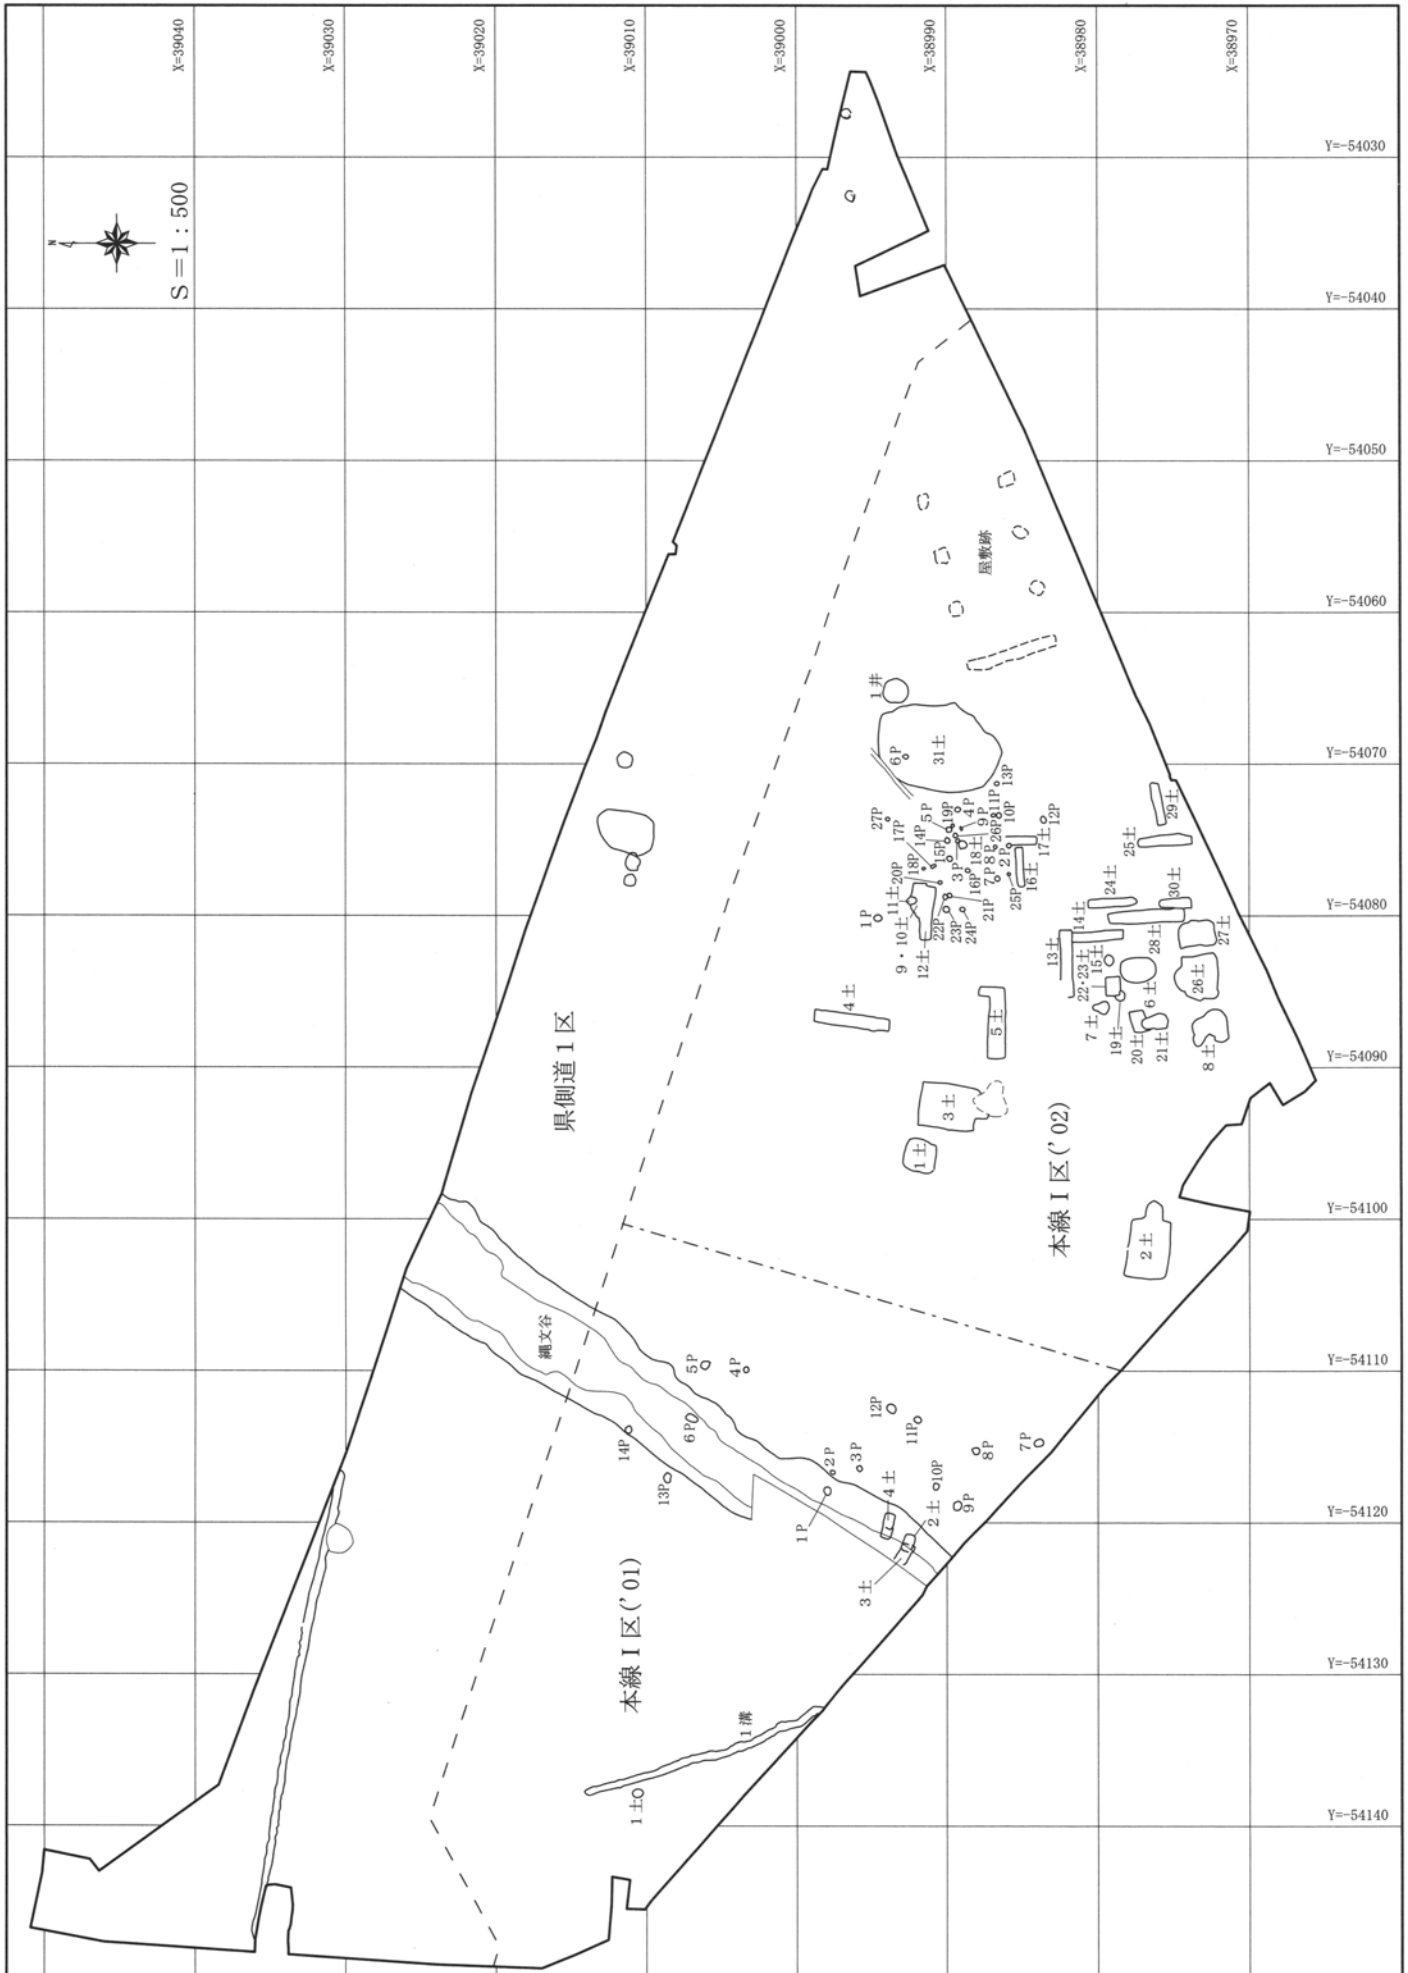 X=39040
X=39030
X=39020
X=39010
X=39000
X=38990
X=38980
X=38970
Y=-54030
Y=-54040
Y=-54050
Y=-54060
Y=-54070
Y=-54080
Y=-54090
Y=-54100
Y=-54110
Y=-54120
Y=-54130
Y=-54140
N
S=1:500
県側道1区
本線Ⅰ区('02)
本線Ⅰ区('01)
屋敷跡
縄文谷
1井
31土
6P
13P
11P
10P
12P
27P
17P
5P
19P
4P
9P
26P
14P
15P
18土
3P
8P
2P
17土
16土
18P
20P
16P
7P
25P
21P
1P
11土
9・10土
12土
22P
23P
24P
29土
25土
24土
30土
14土
28土
27土
13土
22・23土
15土
6土
26土
7土
19土
20土
21土
8土
4土
5土
3土
1土
2土
5P
4P
6P
14P
13P
12P
11P
8P
7P
2P
3P
10P
9P
1P
4土
2土
3土
1溝
1土